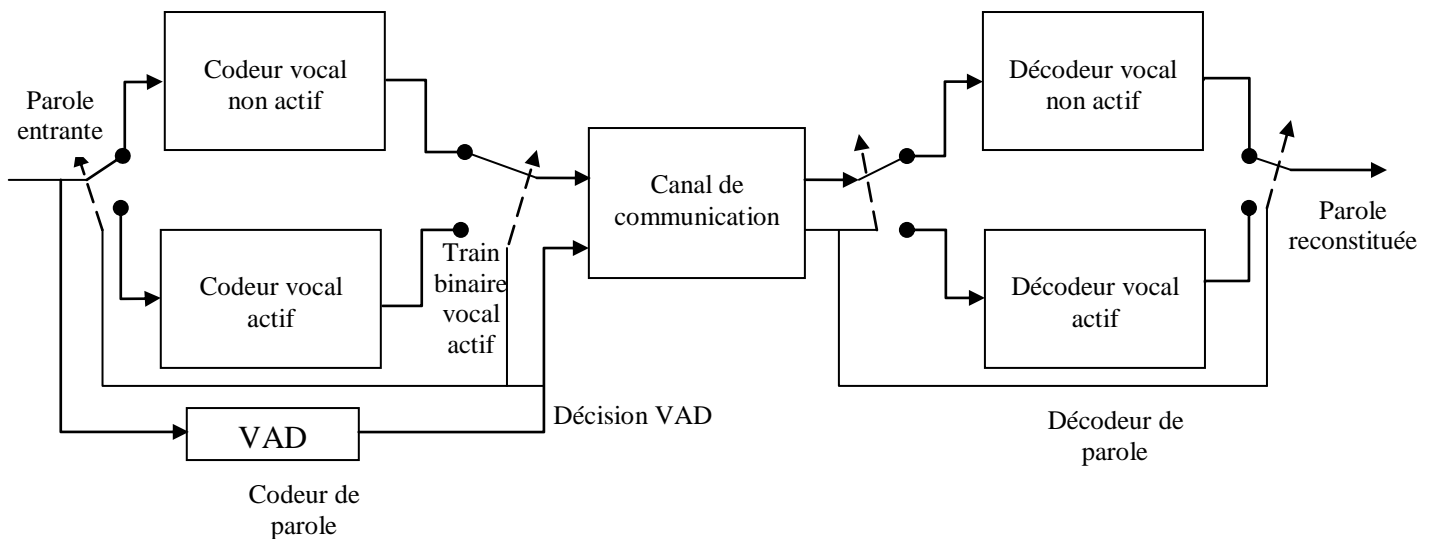 Parole
entrante
Codeur vocal
non actif
Codeur vocal
actif
Train
binaire
vocal
actif
VAD
Décision VAD
Codeur de
parole
Canal de
communication
Décodeur vocal
non actif
Décodeur vocal
actif
Parole
reconstituée
Décodeur de
parole